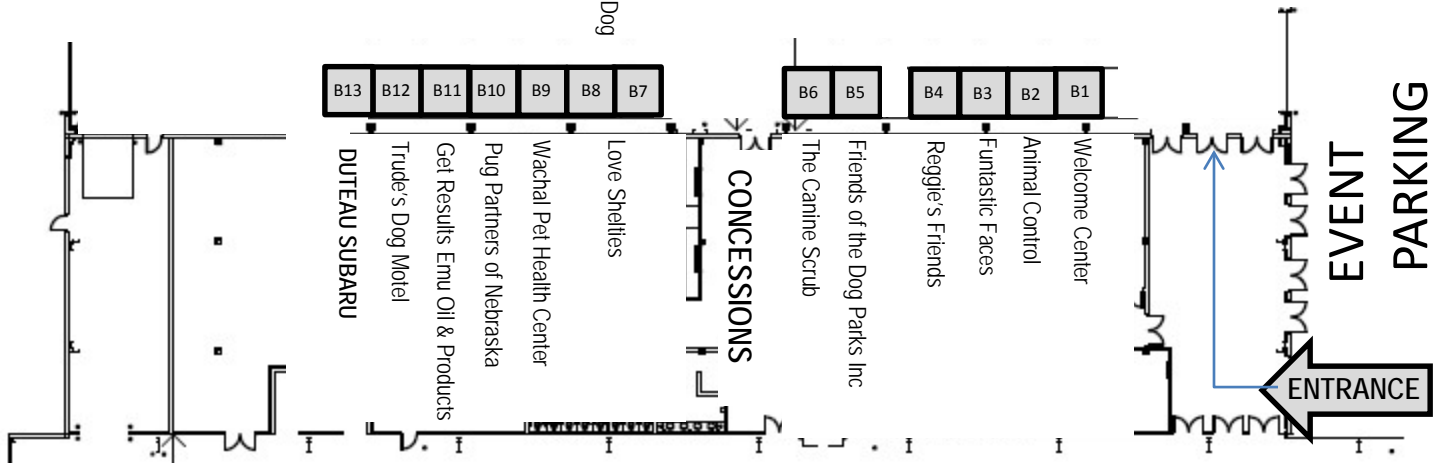 Dog
B13
B12
B11
B10
B9
B8
B7
B6
B5
B4
B3
B2
B1
DUTEAU SUBARU
Trude's Dog Motel
Get Results Emu Oil & Products
Pug Partners of Nebraska
Wachal Pet Health Center
Love Shelties
CONCESSIONS
The Canine Scrub
Friends of the Dog Parks Inc
Reggie's Friends
Funtastic Faces
Animal Control
Welcome Center
EVENT
PARKING
ENTRANCE